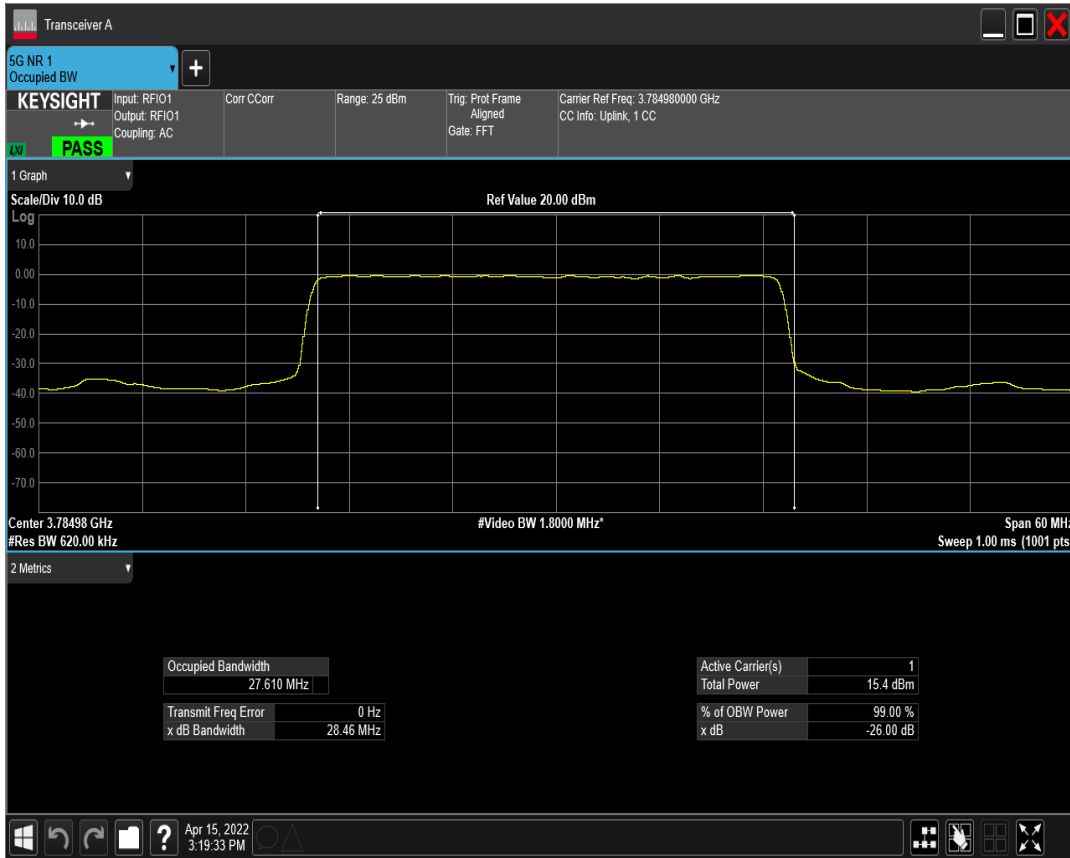 Transceiver A
5G NR 1
Occupied BW
KEYSIGHT
LXI
PASS
Input: RFIO1
Output: RFIO1
Coupling: AC
Corr CCorr
Range: 25 dBm
Trig: Prot Frame
Aligned
Gate: FFT
Carrier Ref Freq: 3.784980000 GHz
CC Info: Uplink, 1 CC
1 Graph
Scale/Div 10.0 dB
Ref Value 20.00 dBm
Log
10.0
0.00
-10.0
-20.0
-30.0
-40.0
-50.0
-60.0
-70.0
Center 3.78498 GHz
#Video BW 1.8000 MHz*
Span 60 MHz
#Res BW 620.00 kHz
Sweep 1.00 ms (1001 pts
2 Metrics
Occupied Bandwidth
27.610 MHz
Transmit Freq Error 0 Hz
x dB Bandwidth 28.46 MHz
Active Carrier(s) 1
Total Power 15.4 dBm
% of OBW Power 99.00 %
x dB -26.00 dB
?
Apr 15, 2022
3:19:33 PM